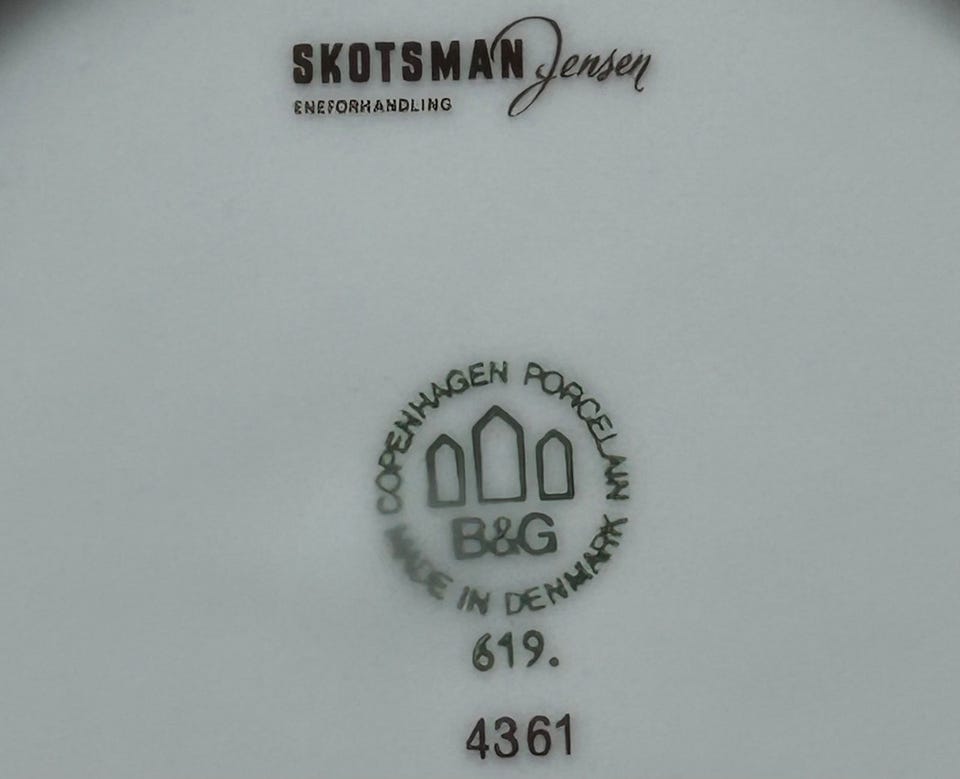 SKOTSMAN Jensen
ENEFORHANDLING
COPENHAGEN PORCELAIN
B&G
MADE IN DENMARK
619.
4361